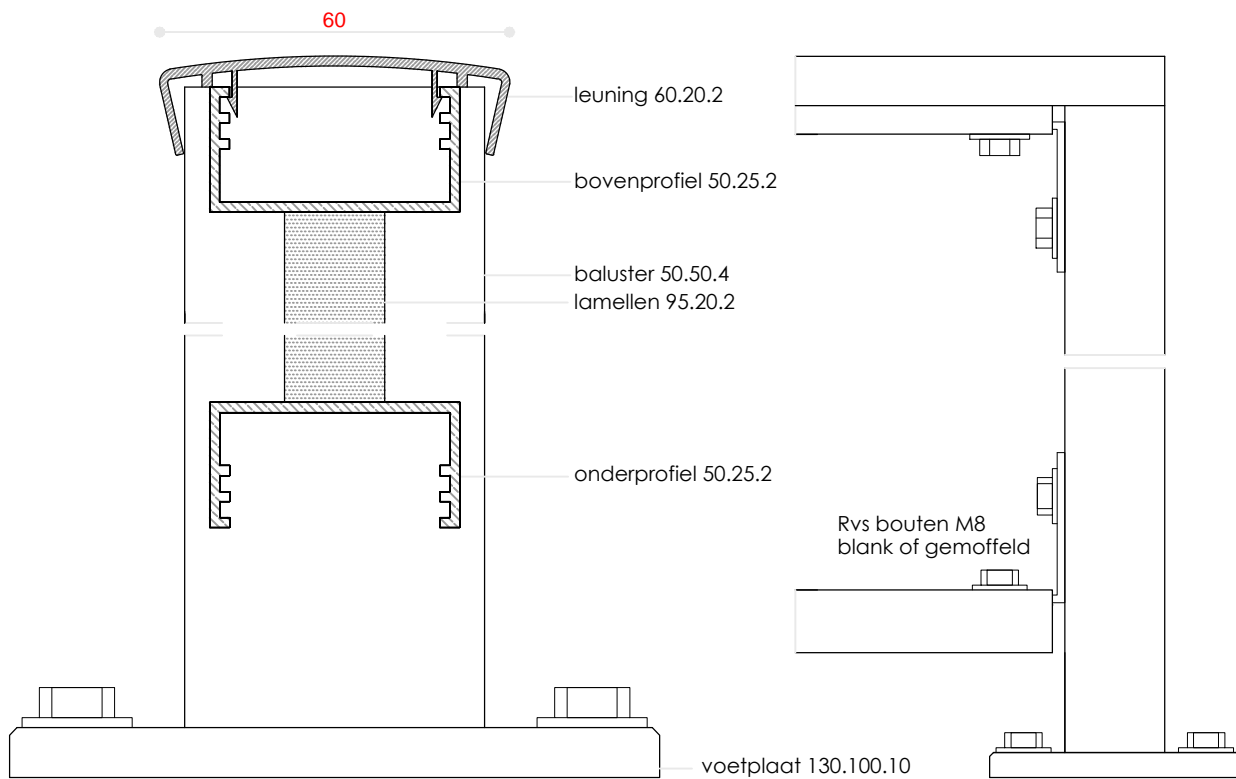 60
leuning 60.20.2
bovenprofiel 50.25.2
baluster 50.50.4
lamellen 95.20.2
onderprofiel 50.25.2
Rvs bouten M8
blank of gemoffeld
voetplaat 130.100.10